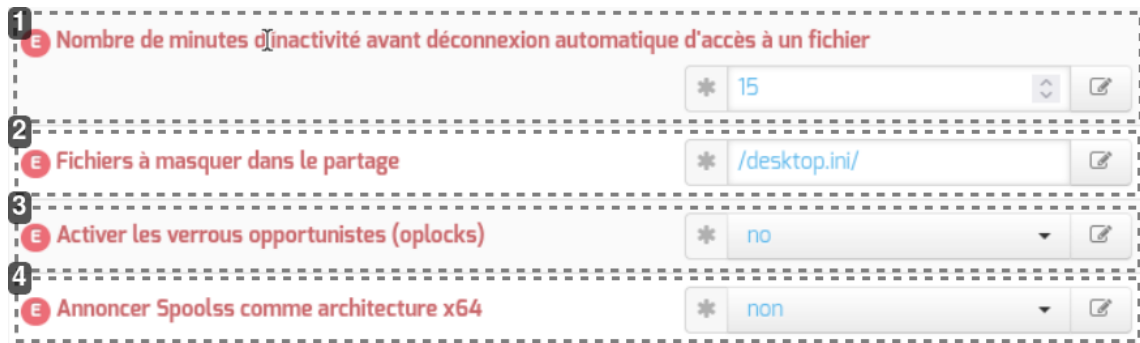 1
E Nombre de minutes d'inactivité avant déconnexion automatique d'accès à un fichier
15
2
E Fichiers à masquer dans le partage
/desktop.ini/
3
E Activer les verrous opportunistes (oplocks)
no
4
E Annoncer Spoolss comme architecture x64
non